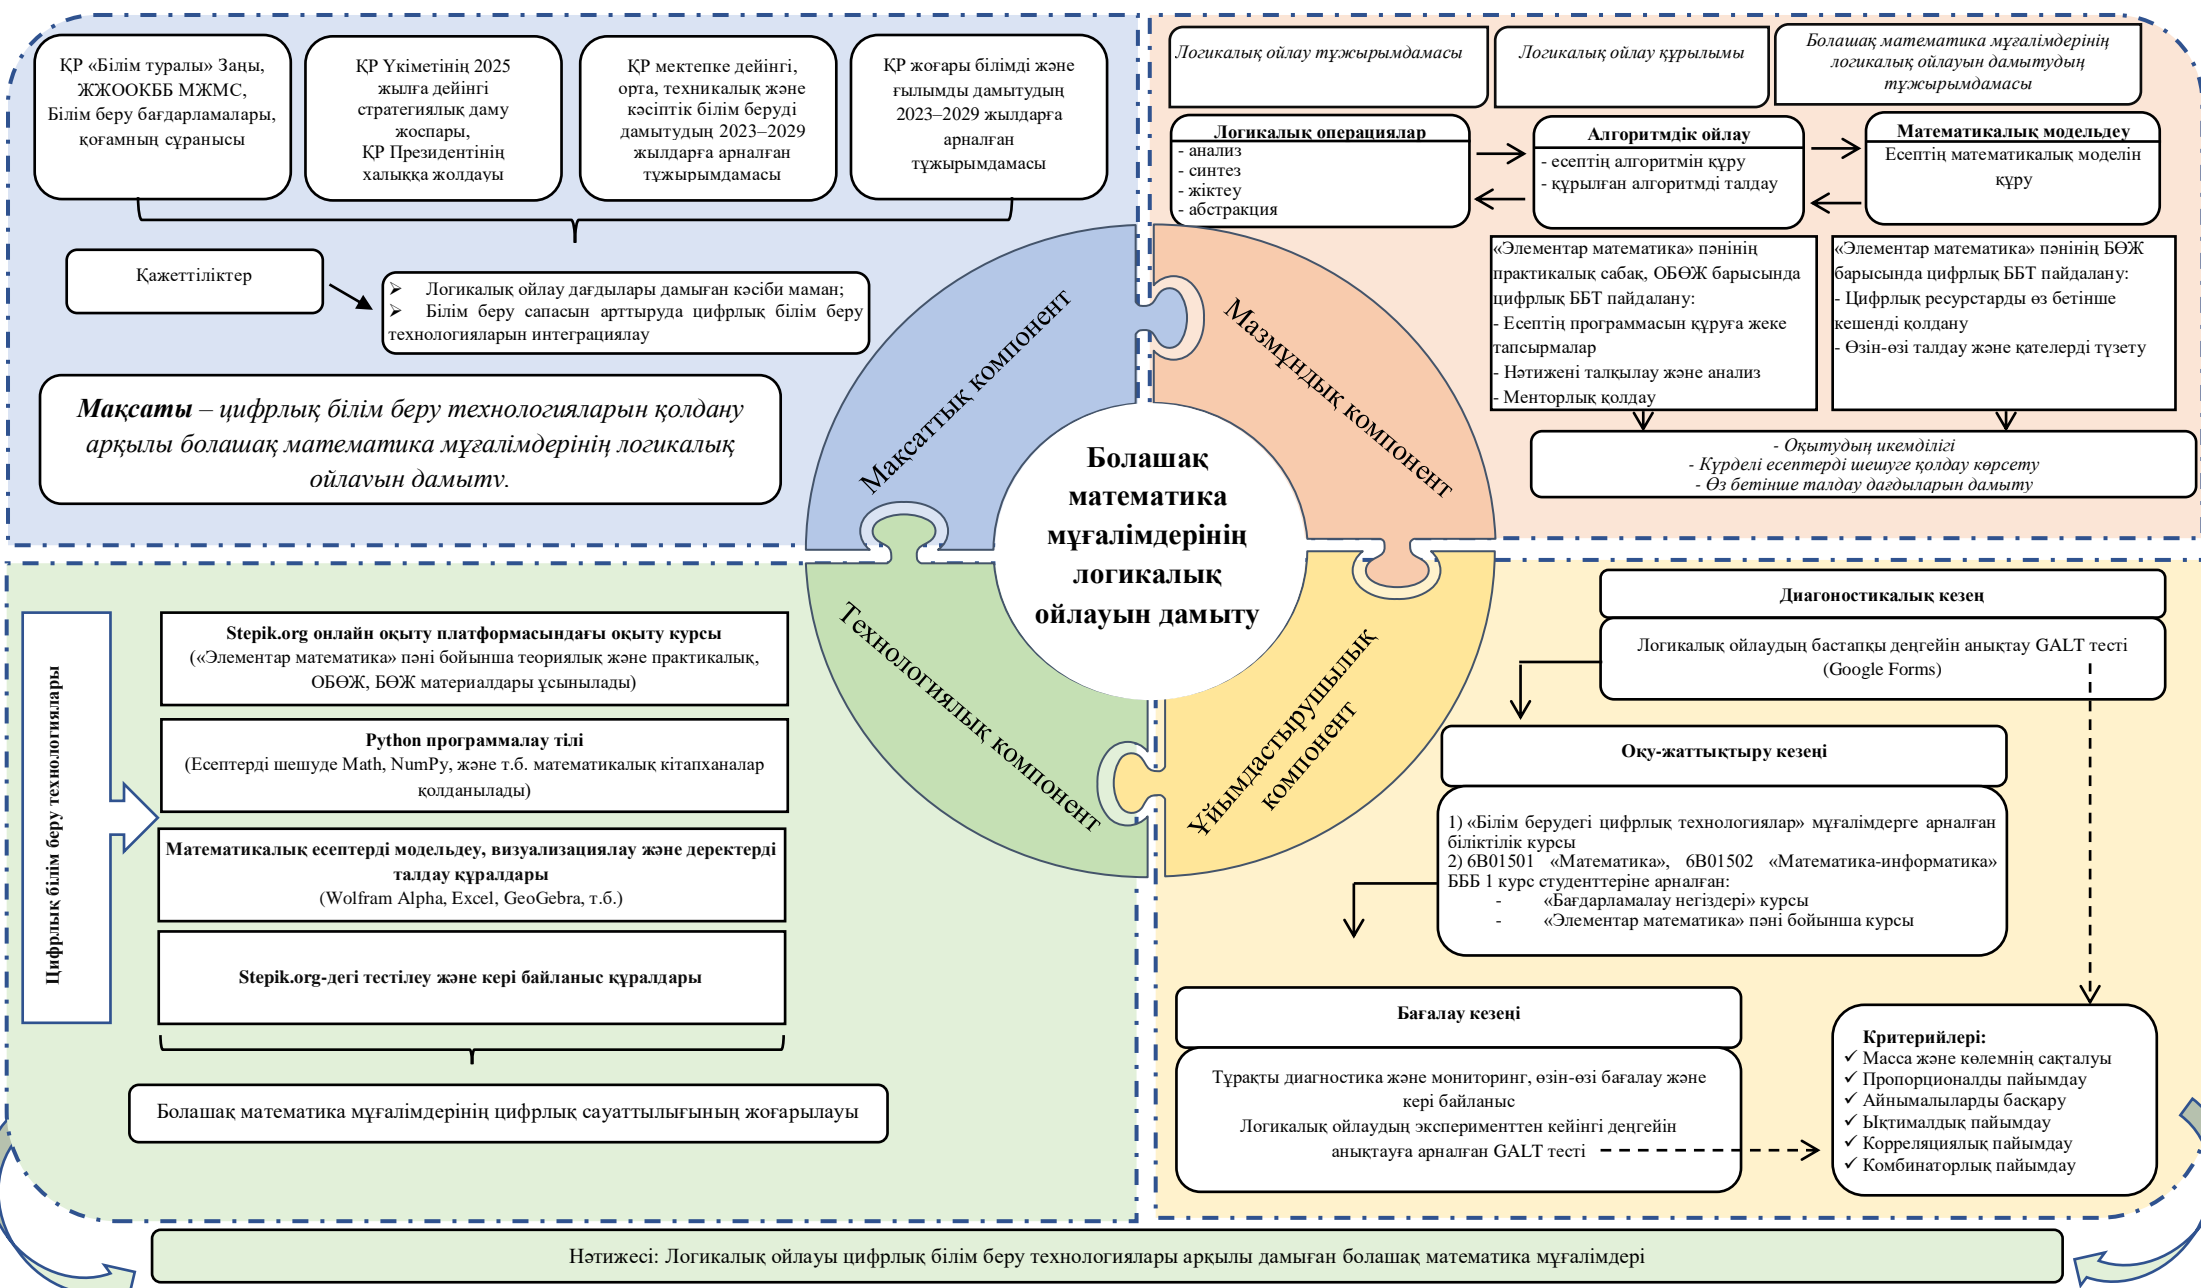 ҚР «Білім туралы» Заңы,
ЖЖООКББ МЖМС,
Білім беру бағдарламалары,
қоғамның сұранысы
ҚР Үкіметінің 2025
жылға дейінгі
стратегиялық даму
жоспары,
ҚР Президентінің
халыққа жолдауы
ҚР мектепке дейінгі,
орта, техникалық және
кәсіптік білім беруді
дамытудың 2023–2029
жылдарға арналған
тұжырымдамасы
ҚР жоғары білімді және
ғылымды дамытудың
2023–2029 жылдарға
арналған
тұжырымдамасы
Қажеттіліктер
➢ Логикалық ойлау дағдылары дамыған кәсіби маман;
➢ Білім беру сапасын арттыруда цифрлық білім беру
технологияларын интеграциялау
Мақсаты – цифрлық білім беру технологияларын қолдану
арқылы болашақ математика мұғалімдерінің логикалық
ойлауын дамыту.
Мақсаттық компонент
Логикалық ойлау тұжырымдамасы
Логикалық ойлау құрылымы
Болашақ математика мұғалімдерінің
логикалық ойлауын дамытудың
тұжырымдамасы
Логикалық операциялар
- анализ
- синтез
- жіктеу
- абстракция
Алгоритмдік ойлау
- есептің алгоритмін құру
- құрылған алгоритмді талдау
Математикалық модельдеу
Есептің математикалық моделін
құру
«Элементар математика» пәнінің
практикалық сабақ, ОБӨЖ барысында
цифрлық ББТ пайдалану:
- Есептің программасын құруға жеке
тапсырмалар
- Нәтижені талқылау және анализ
- Менторлық қолдау
«Элементар математика» пәнінің БӨЖ
барысында цифрлық ББТ пайдалану:
- Цифрлық ресурстарды өз бетінше
кешенді қолдану
- Өзін-өзі талдау және қателерді түзету
- Оқытудың икемділігі
- Күрделі есептерді шешуге қолдау көрсету
- Өз бетінше талдау дағдыларын дамыту
Мазмұндық компонент
Болашақ
математика
мұғалімдерінің
логикалық
ойлауын дамыту
Технологиялық компонент
Цифрлық білім беру технологиялары
Stepik.org онлайн оқыту платформасындағы оқыту курсы
(«Элементар математика» пәні бойынша теориялық және практикалық,
ОБӨЖ, БӨЖ материалдары ұсынылады)
Python программалау тілі
(Есептерді шешуде Math, NumPy, және т.б. математикалық кітапханалар
қолданылады)
Математикалық есептерді модельдеу, визуализациялау және деректерді
талдау құралдары
(Wolfram Alpha, Excel, GeoGebra, т.б.)
Stepik.org-дегі тестілеу және кері байланыс құралдары
Болашақ математика мұғалімдерінің цифрлық сауаттылығының жоғарылауы
Ұйымдастырушылық
компонент
Диагоностикалық кезең
Логикалық ойлаудың бастапқы деңгейін анықтау GALT тесті
(Google Forms)
Оқу-жаттықтыру кезеңі
1) «Білім берудегі цифрлық технологиялар» мұғалімдерге арналған
біліктілік курсы
2) 6В01501 «Математика», 6В01502 «Математика-информатика»
БББ 1 курс студенттеріне арналған:
- «Бағдарламалау негіздері» курсы
- «Элементар математика» пәні бойынша курсы
Бағалау кезеңі
Тұрақты диагностика және мониторинг, өзін-өзі бағалау және
кері байланыс
Логикалық ойлаудың эксперименттен кейінгі деңгейін
анықтауға арналған GALT тесті
Критерийлері:
✓ Масса және көлемнің сақталуы
✓ Пропорционалды пайымдау
✓ Айнымалыларды басқару
✓ Ықтималдық пайымдау
✓ Корреляциялық пайымдау
✓ Комбинаторлық пайымдау
Нәтижесі: Логикалық ойлауы цифрлық білім беру технологиялары арқылы дамыған болашақ математика мұғалімдері